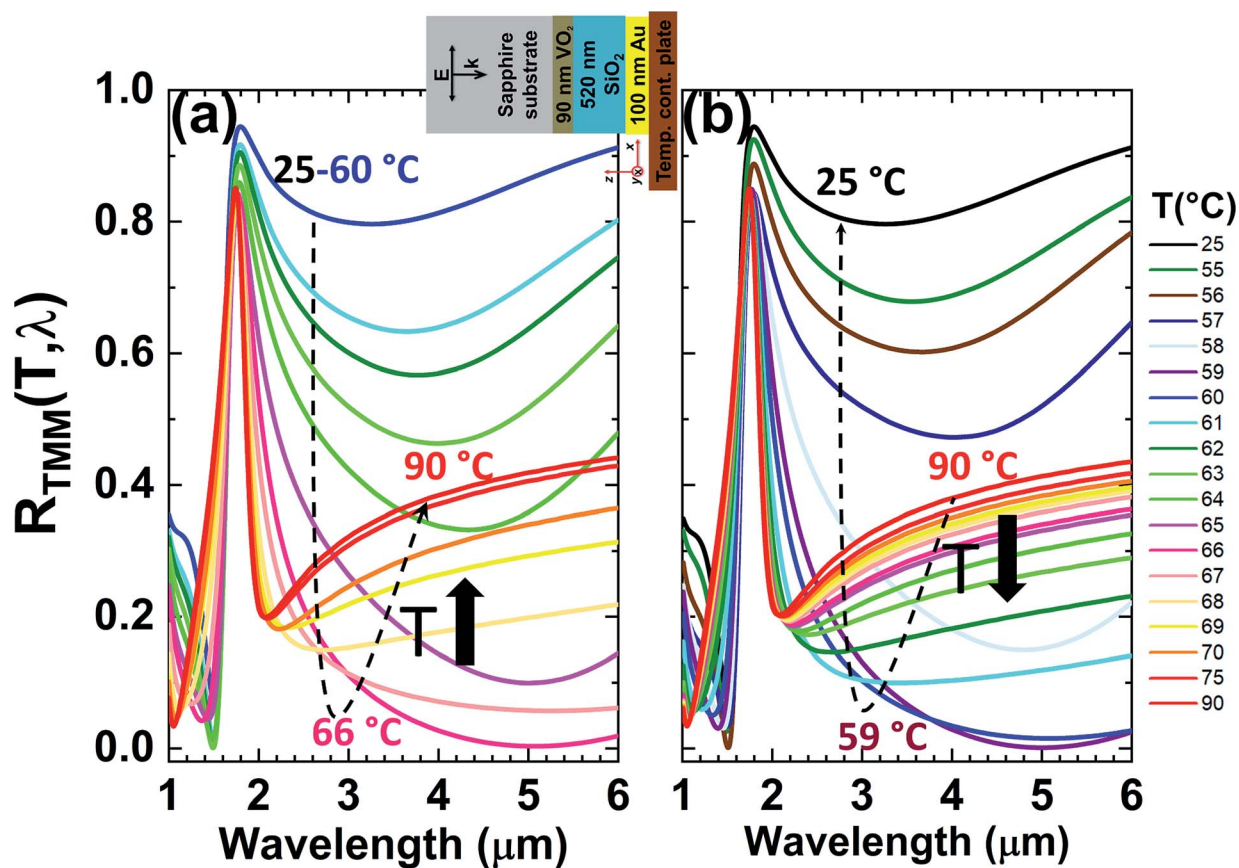 E
k
Sapphire
substrate
90 nm VO₂
520 nm
SiO₂
100 nm Au
Temp. cont. plate
z
x
y
(a)
25-60 °C
90 °C
T
66 °C
(b)
25 °C
90 °C
T
59 °C
R_TMM(T,λ)
1.0
0.8
0.6
0.4
0.2
0.0
1 2 3 4 5 6
1 2 3 4 5 6
Wavelength (μm)
Wavelength (μm)
T(°C)
25
55
56
57
58
59
60
61
62
63
64
65
66
67
68
69
70
75
90